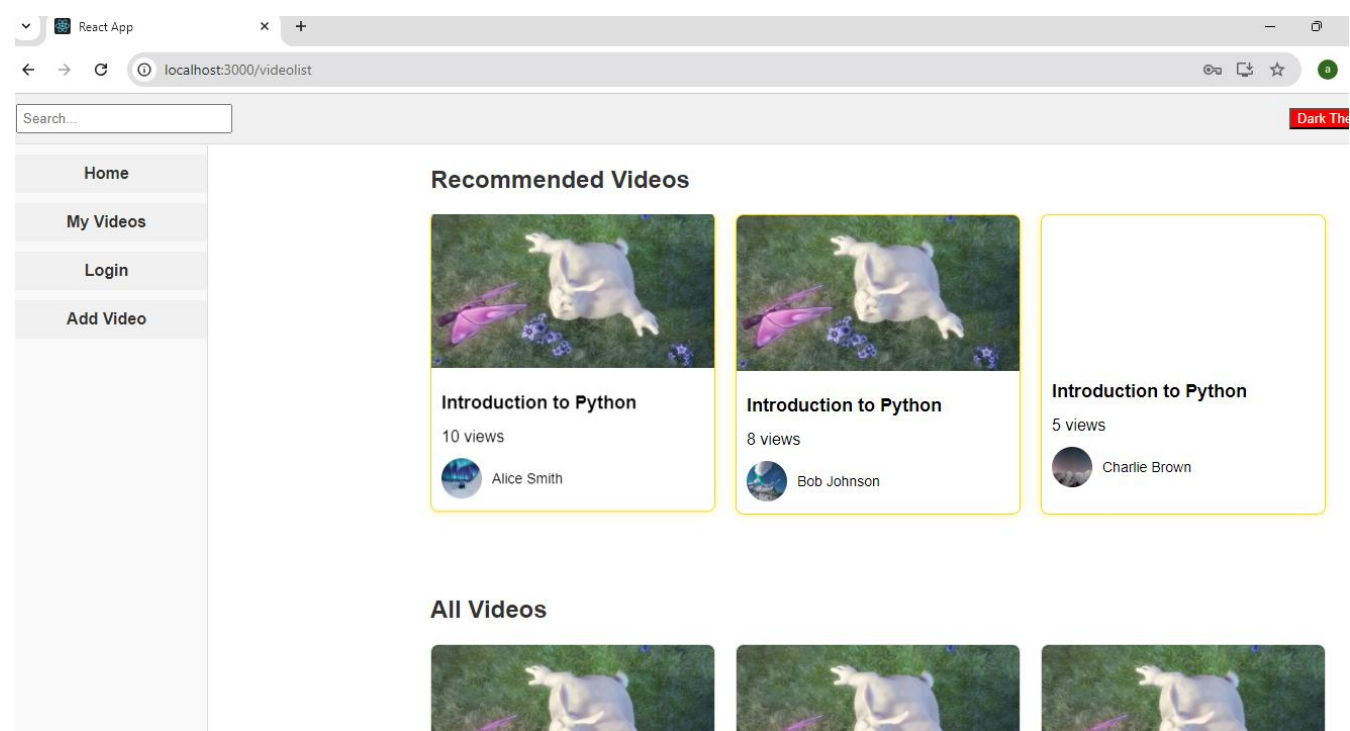 React App
localhost:3000/videolist
a
Search...
Dark The
Home
My Videos
Login
Add Video
Recommended Videos
Introduction to Python
10 views
Alice Smith
Introduction to Python
8 views
Bob Johnson
Introduction to Python
5 views
Charlie Brown
All Videos